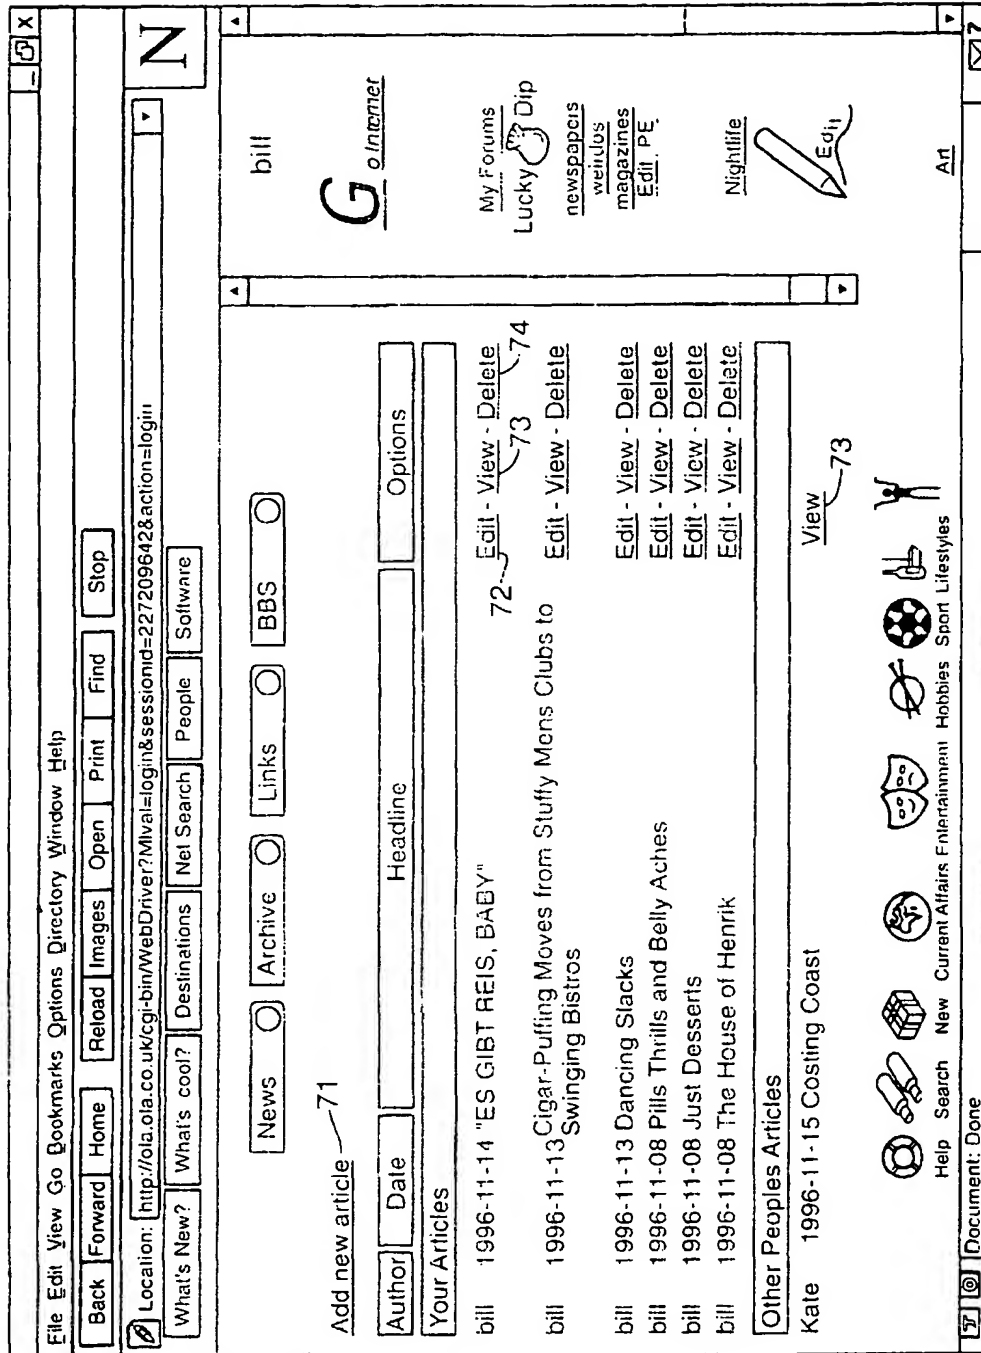 File Edit View Go Bookmarks Options Directory Window Help
Back Forward Home Reload Images Open Print Find Stop
Location: http://ola.ola.co.uk/cgi-bin/WebDriver?MIval=login&sessionid=227209642&action=login
N
What's New? What's cool? Destinations Net Search People Software
News Archive Links BBS
Add new article 71
Author Date Headline Options
Your Articles
bill 1996-11-14 "ES GIBT REIS, BABY" Edit - View - Delete
72 73 74
bill 1996-11-13 Cigar-Puffing Moves from Stuffy Mens Clubs to Edit - View - Delete
Swinging Bistros
bill 1996-11-13 Dancing Slacks Edit - View - Delete
bill 1996-11-08 Pills Thrills and Belly Aches Edit - View - Delete
bill 1996-11-08 Just Desserts Edit - View - Delete
bill 1996-11-08 The House of Henrik Edit - View - Delete
Other Peoples Articles
Kate 1996-11-15 Costing Coast View 73
bill
G o Internet
My Forums
Lucky Dip
newspapers
weirdos
magazines
Edit PE
Nightlife
Edit
Art
Help Search New Current Affairs Entertainment Hobbies Sport Lifestyles
Document: Done
?